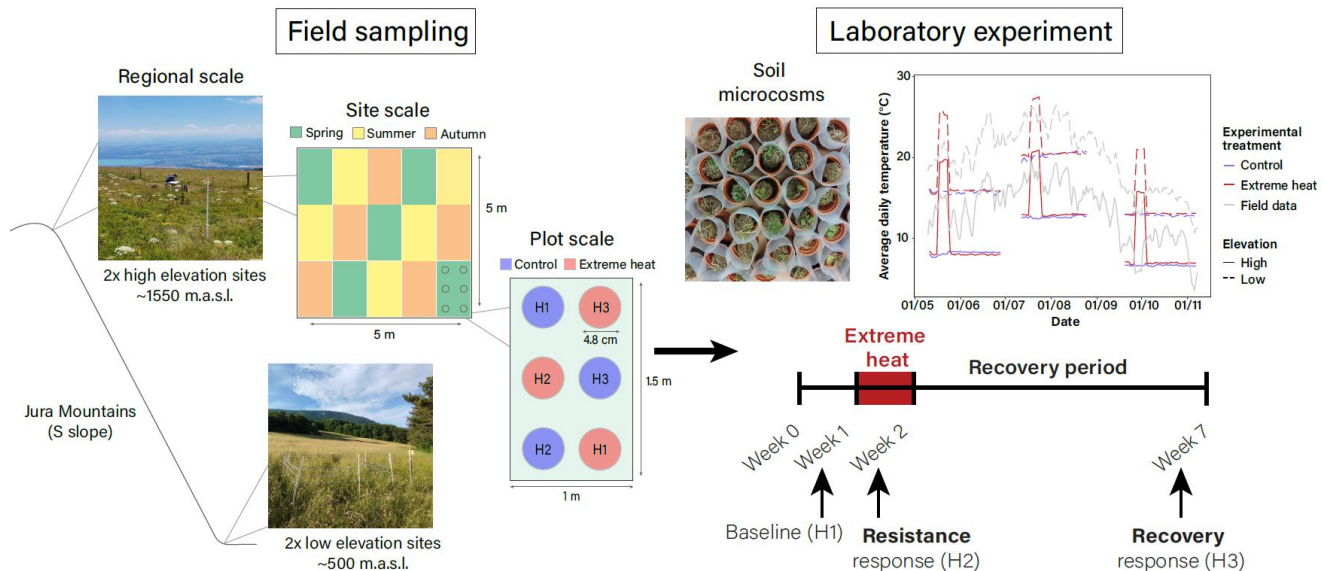 Field sampling
Regional scale
2x high elevation sites
~1550 m.a.s.l.
Jura Mountains
(S slope)
2x low elevation sites
~500 m.a.s.l.
Site scale
Spring
Summer
Autumn
5 m
5 m
Plot scale
Control
Extreme heat
H1
H3
4.8 cm
H2
H3
H2
H1
1.5 m
1 m
Laboratory experiment
Soil
microcosms
Average daily temperature (°C)
30
20
10
01/05
01/06
01/07
01/08
01/09
01/10
01/11
Date
Experimental
treatment
Control
Extreme heat
Field data
Elevation
High
Low
Extreme
heat
Recovery period
Week 0
Week 1
Week 2
Week 7
Baseline (H1)
Resistance
response (H2)
Recovery
response (H3)